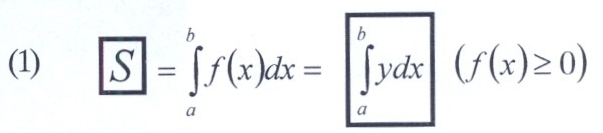 (1) S = ∫_a^b f(x)dx = ∫_a^b ydx (f(x) ≥ 0)